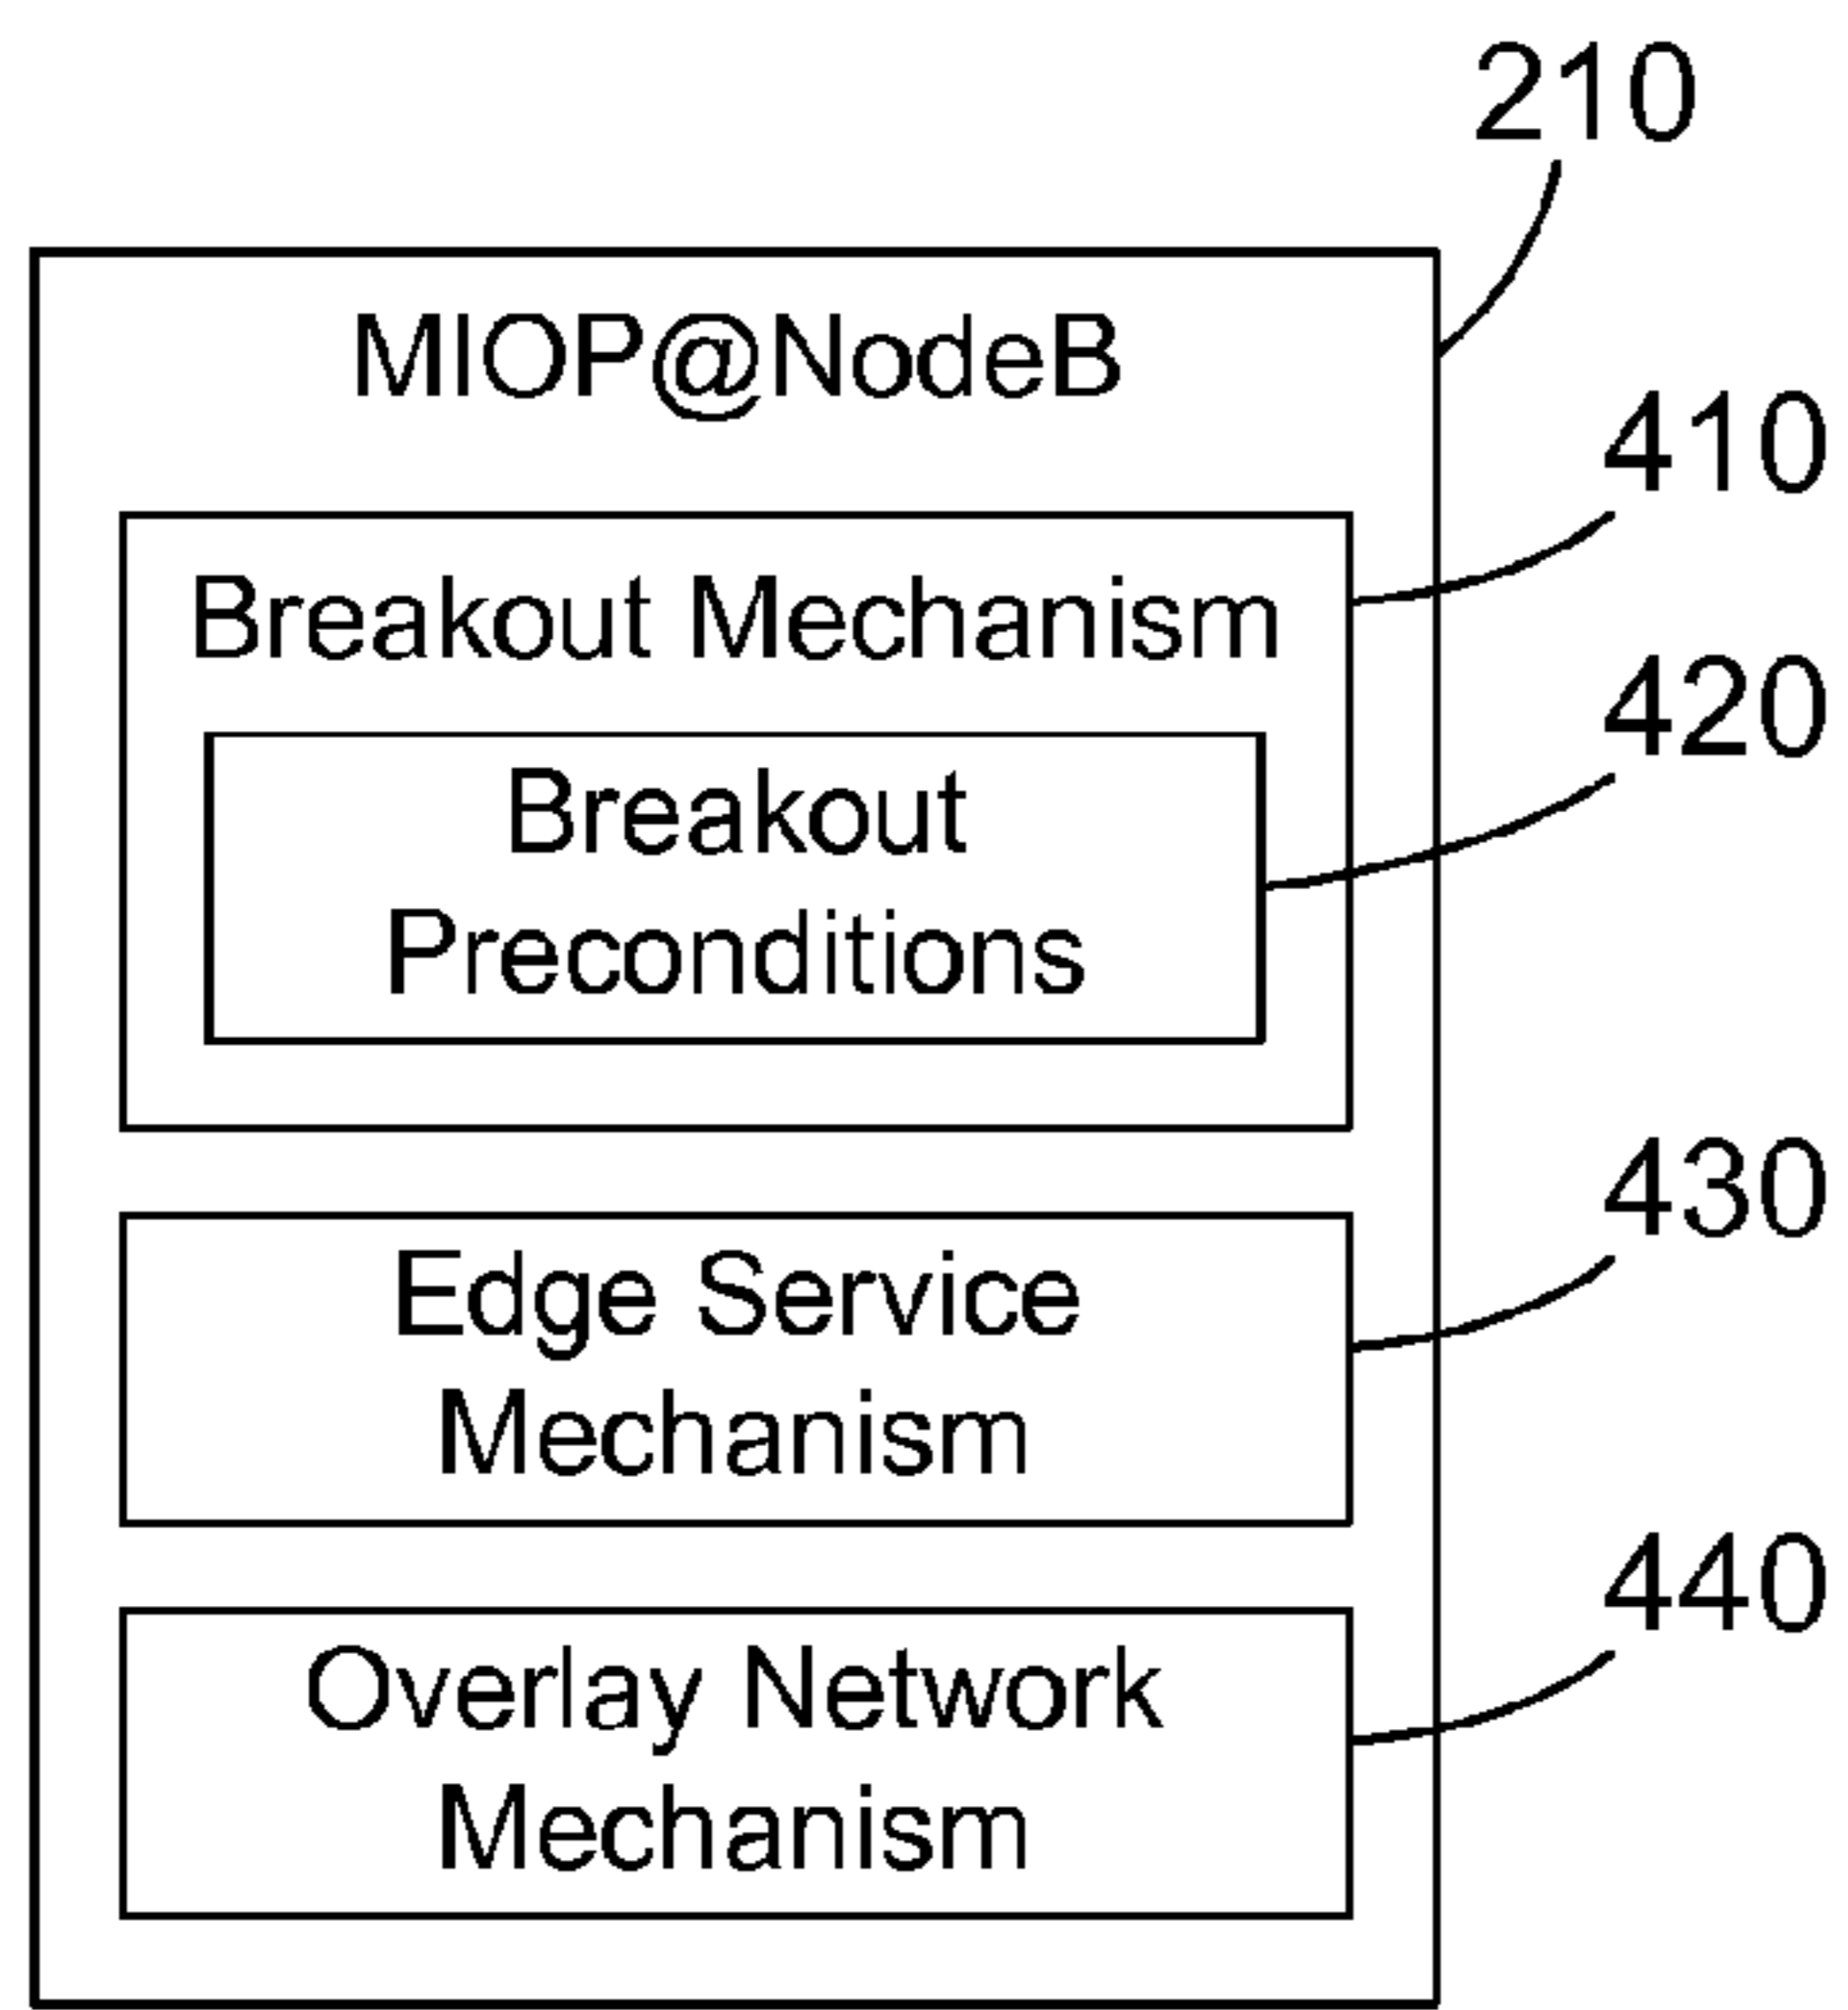 210
MIOP@NodeB
410
Breakout Mechanism
420
Breakout
Preconditions
430
Edge Service
Mechanism
440
Overlay Network
Mechanism